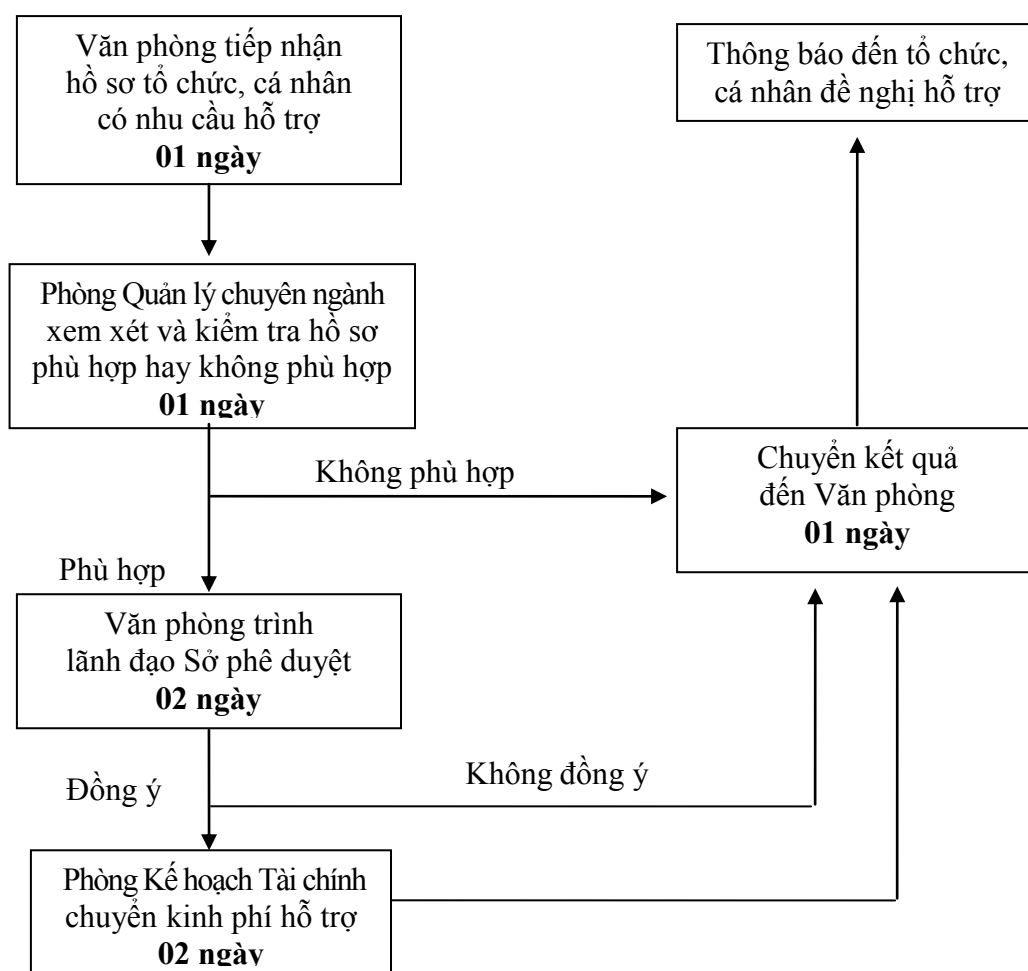 Văn phòng tiếp nhận
hồ sơ tổ chức, cá nhân
có nhu cầu hỗ trợ
01 ngày
Thông báo đến tổ chức,
cá nhân đề nghị hỗ trợ
Phòng Quản lý chuyên ngành
xem xét và kiểm tra hồ sơ
phù hợp hay không phù hợp
01 ngày
Không phù hợp
Chuyển kết quả
đến Văn phòng
01 ngày
Phù hợp
Văn phòng trình
lãnh đạo Sở phê duyệt
02 ngày
Đồng ý
Không đồng ý
Phòng Kế hoạch Tài chính
chuyển kinh phí hỗ trợ
02 ngày